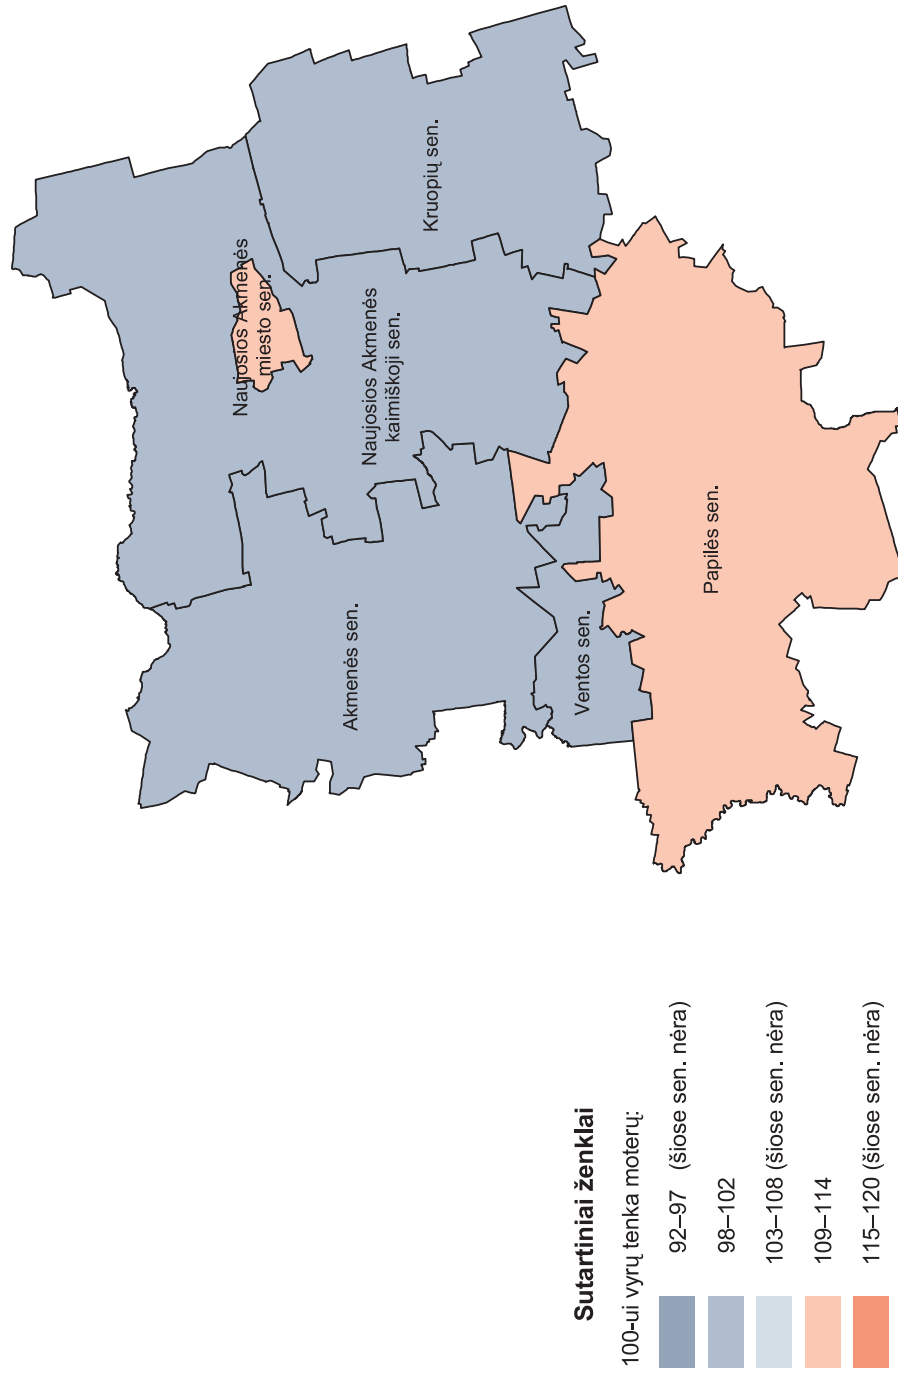 Naujosios Akmenės
miesto sen.
Kruopių sen.
Naujosios Akmenės
kaimiškoji sen.
Akmenės sen.
Ventos sen.
Papilės sen.
Sutartiniai ženklai
100-ui vyrų tenka moterų:
92–97 (šiose sen. nėra)
98–102
103–108 (šiose sen. nėra)
109–114
115–120 (šiose sen. nėra)